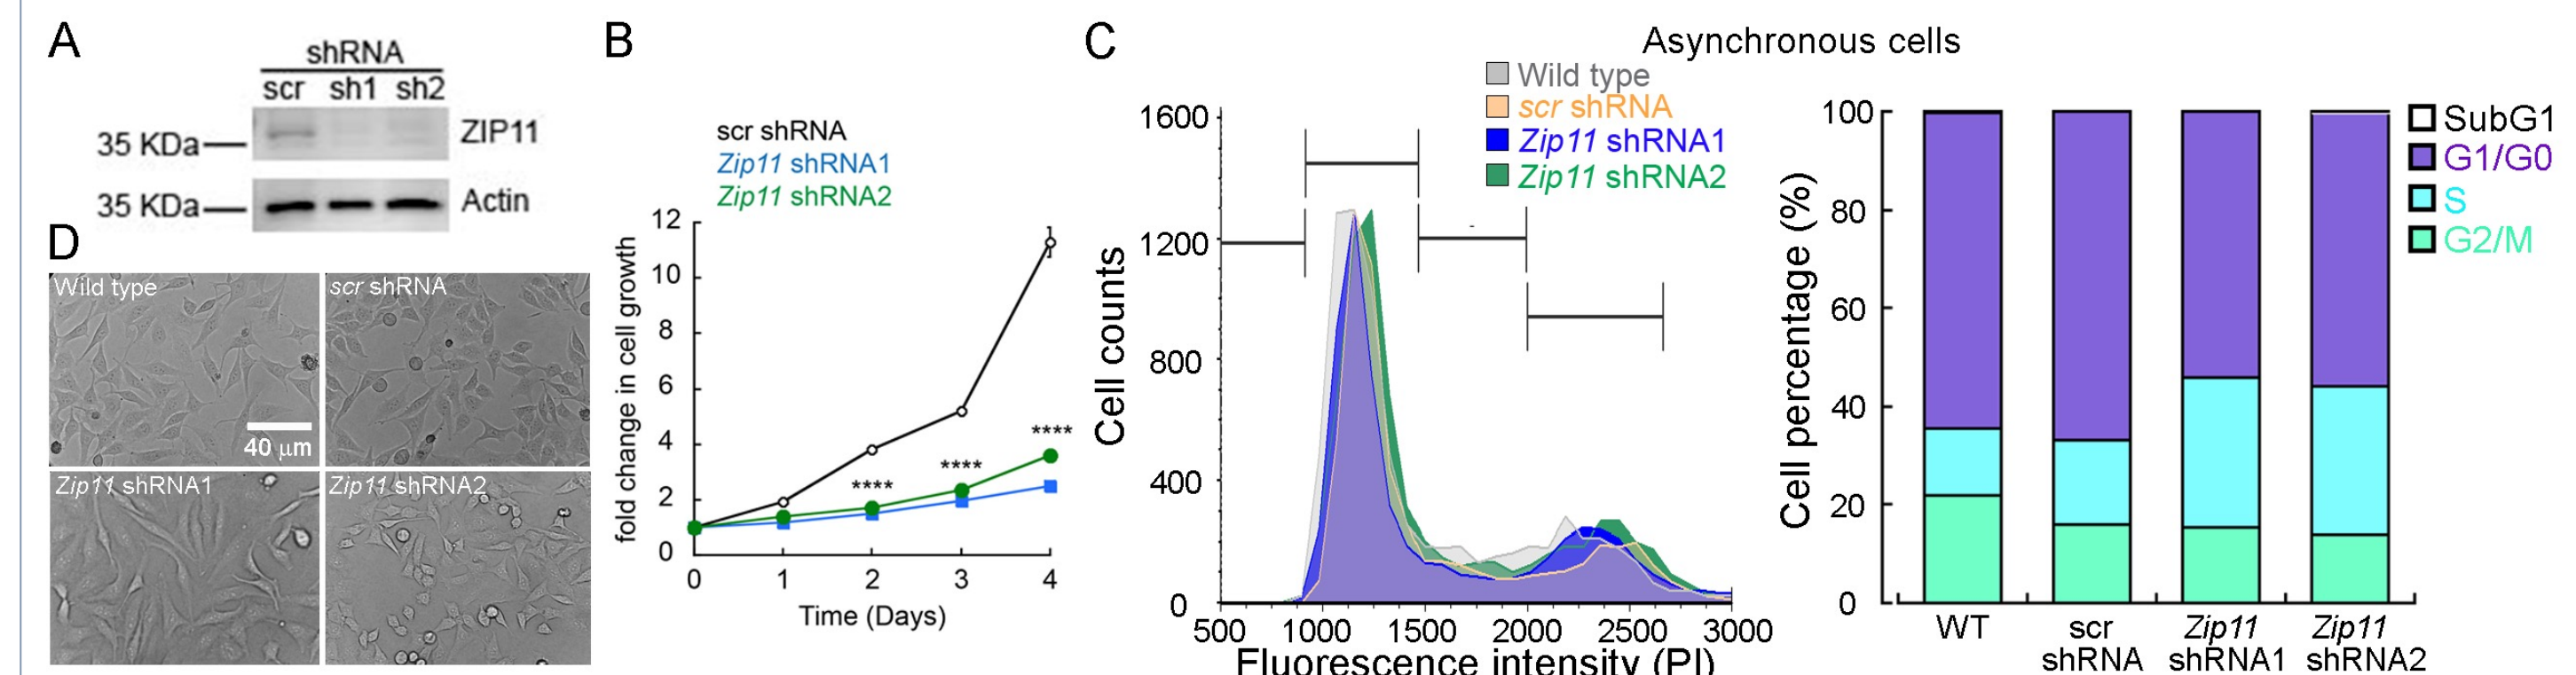 A
shRNA
scr sh1 sh2
35 KDa
ZIP11
35 KDa
Actin
B
scr shRNA
Zip11 shRNA1
Zip11 shRNA2
12
10
8
6
4
2
0
fold change in cell growth
****
****
****
0 1 2 3 4
Time (Days)
C
Asynchronous cells
Wild type
scr shRNA
Zip11 shRNA1
Zip11 shRNA2
1600
1200
800
400
0
Cell counts
500 1000 1500 2000 2500 3000
Fluorescence intensity (PI)
100
80
60
40
20
0
Cell percentage (%)
SubG1
G1/G0
S
G2/M
WT
scr shRNA
Zip11 shRNA1
Zip11 shRNA2
D
Wild type
scr shRNA
40 µm
Zip11 shRNA1
Zip11 shRNA2